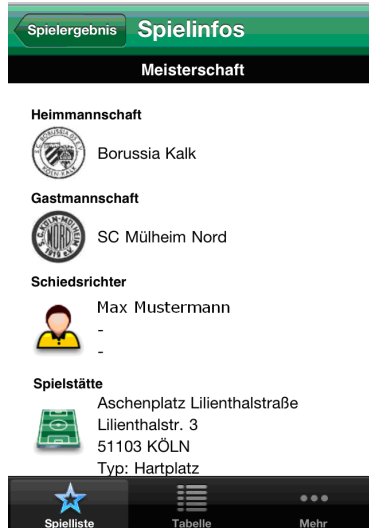 Spielergebnis
Spielinfos
Meisterschaft
Heimmannschaft
Borussia Kalk
Gastmannschaft
NORD
SC Mülheim Nord
Schiedsrichter
Max Mustermann
-
-
Spielstätte
Aschenplatz Lilienthalstraße
Lilienthalstr. 3
51103 KÖLN
Typ: Hartplatz
Spielliste
Tabelle
Mehr